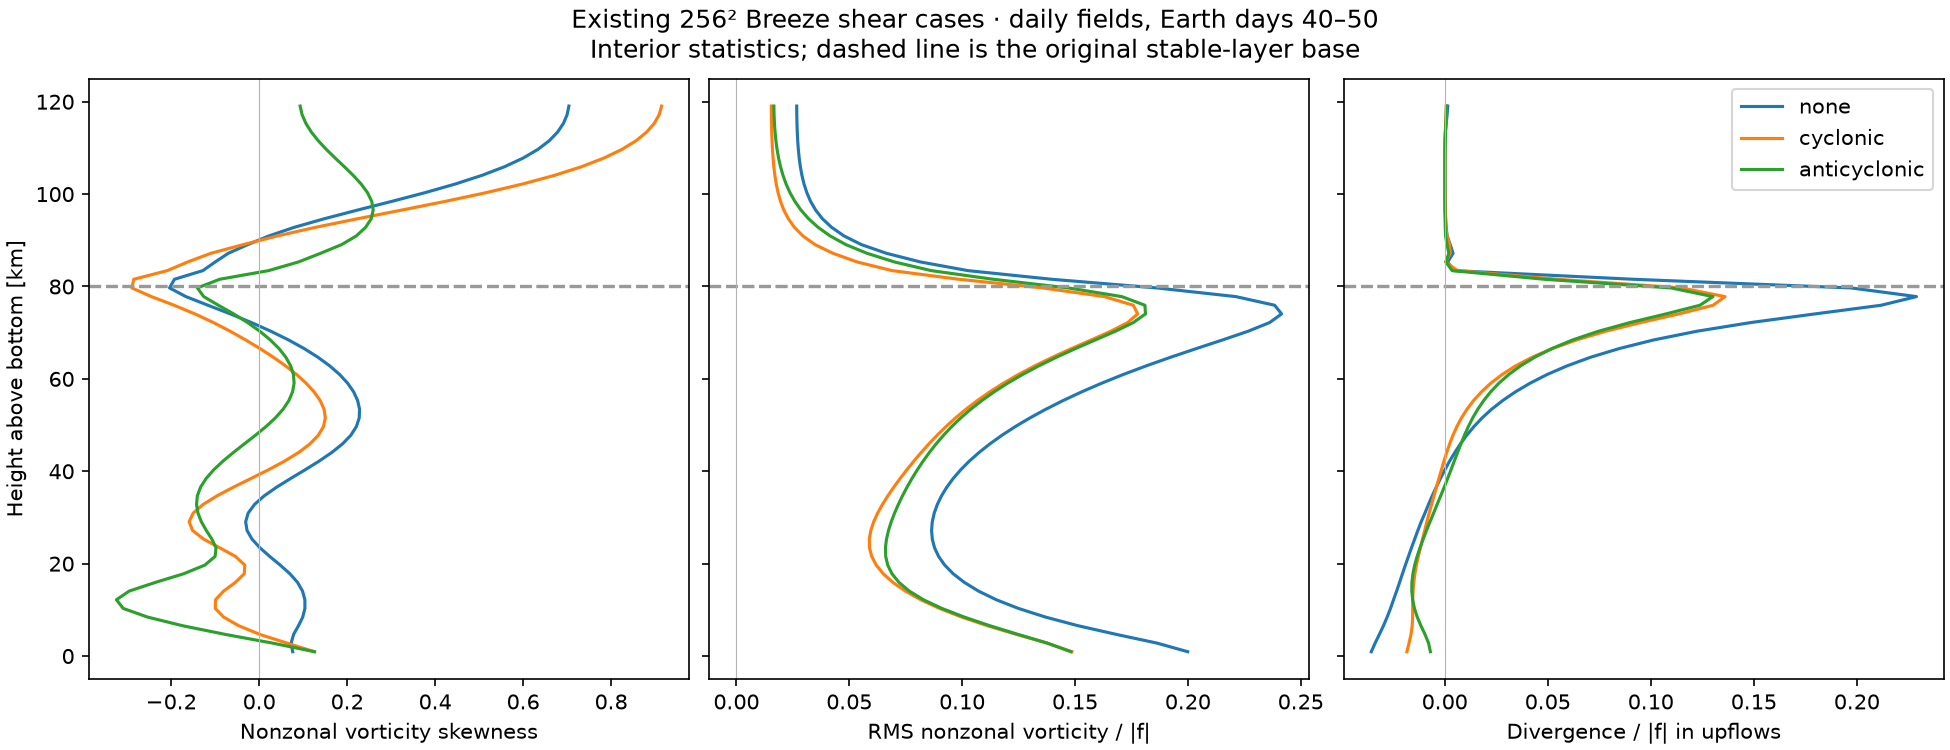 Existing 256² Breeze shear cases · daily fields, Earth days 40–50
Interior statistics; dashed line is the original stable-layer base
Height above bottom [km]
120
100
80
60
40
20
0
−0.2 0.0 0.2 0.4 0.6 0.8
Nonzonal vorticity skewness
0.00 0.05 0.10 0.15 0.20 0.25
RMS nonzonal vorticity / |f|
none
cyclonic
anticyclonic
0.00 0.05 0.10 0.15 0.20
Divergence / |f| in upflows